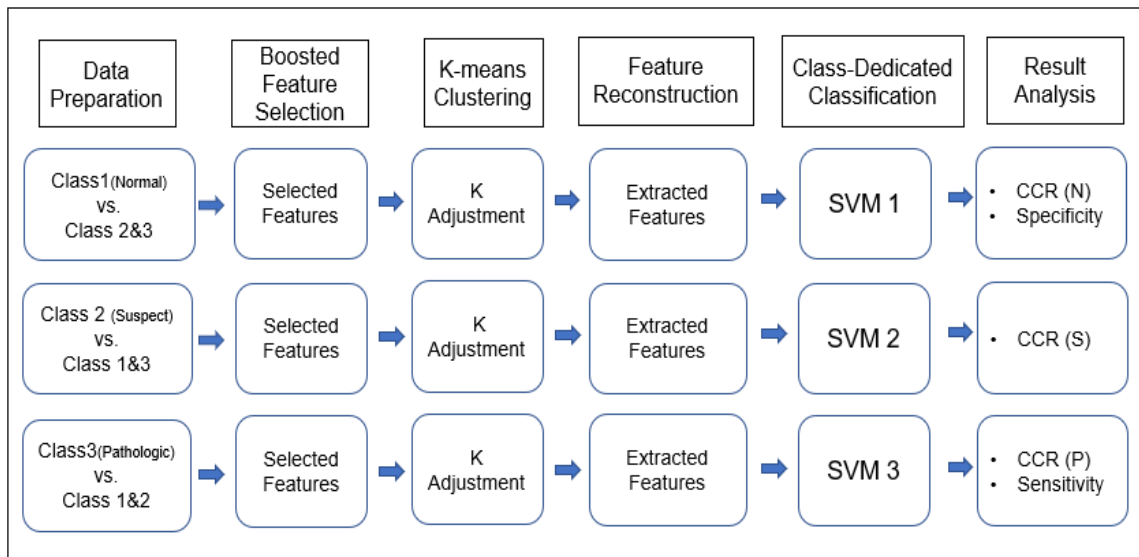 Data
Preparation
Boosted
Feature
Selection
K-means
Clustering
Feature
Reconstruction
Class-Dedicated
Classification
Result
Analysis
Class1(Normal)
vs.
Class 2&3
Selected
Features
K
Adjustment
Extracted
Features
SVM 1
• CCR (N)
• Specificity
Class 2 (Suspect)
vs.
Class 1&3
Selected
Features
K
Adjustment
Extracted
Features
SVM 2
• CCR (S)
Class3(Pathologic)
vs.
Class 1&2
Selected
Features
K
Adjustment
Extracted
Features
SVM 3
• CCR (P)
• Sensitivity